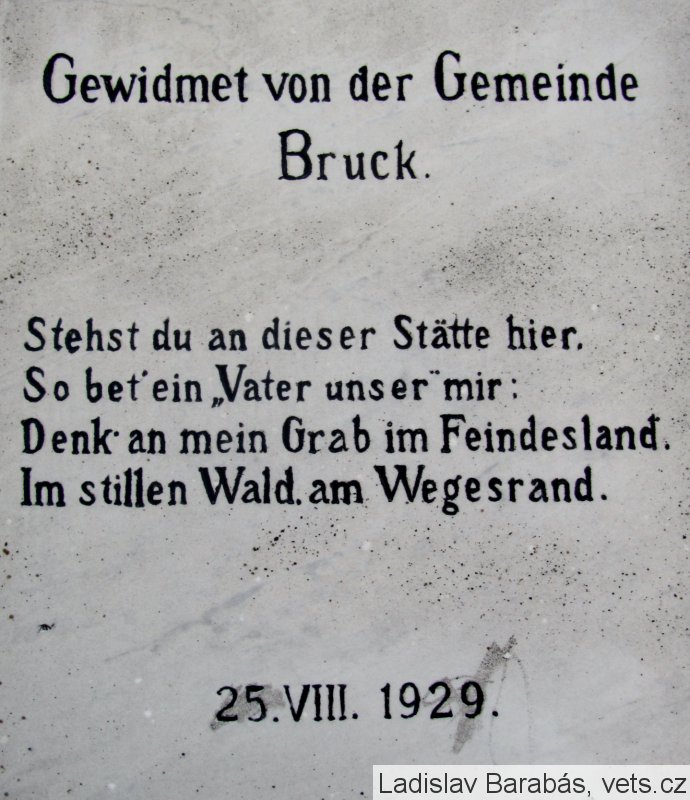 Gewidmet von der Gemeinde
Bruck.
Stehst du an dieser Stätte hier.
So bet' ein „Vater unser" mir:
Denk' an mein Grab im Feindesland.
Im stillen Wald. am Wegesrand.
25.VIII. 1929.
Ladislav Barabás, vets.cz